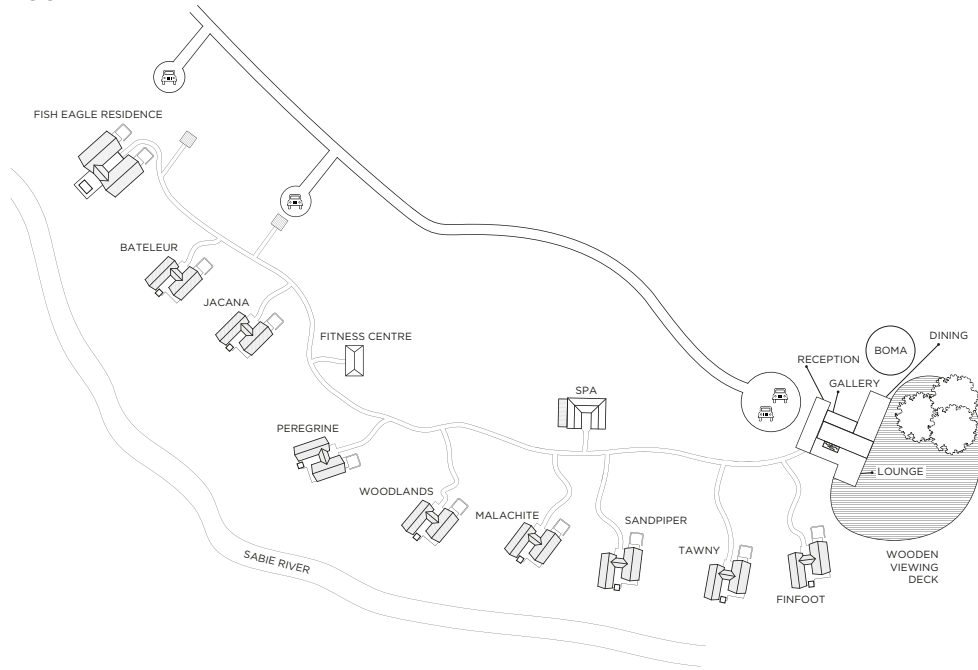 FISH EAGLE RESIDENCE
BATELEUR
JACANA
FITNESS CENTRE
DINING
BOMA
RECEPTION
GALLERY
SPA
PEREGRINE
LOUNGE
WOODLANDS
MALACHITE
SANDPIPER
TAWNY
SABIE RIVER
WOODEN
VIEWING
DECK
FINFOOT